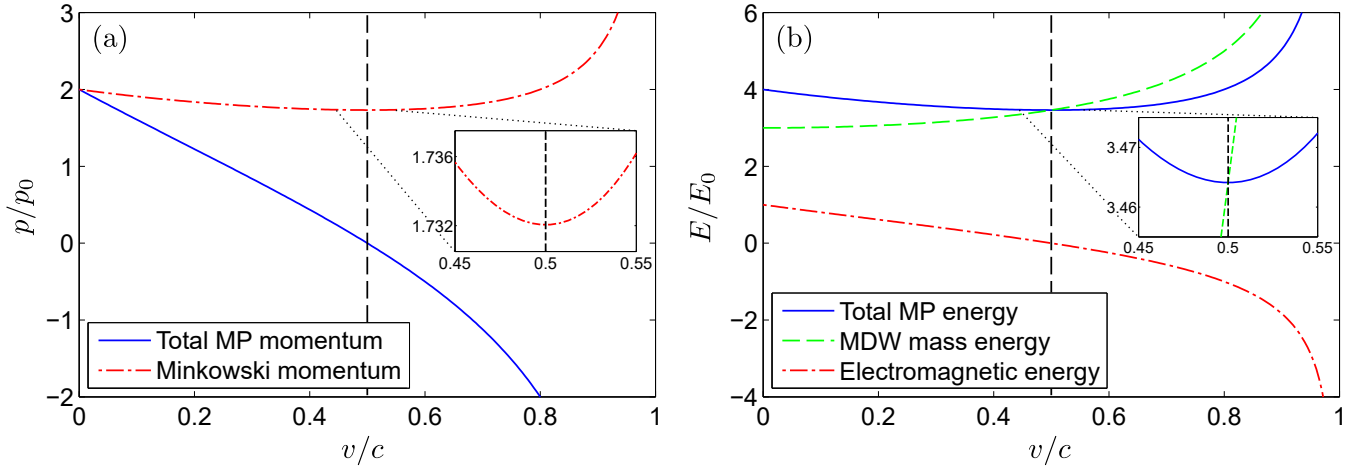 (a)
p/p0
3
2
1
0
-1
-2
1.736
1.732
0.45 0.5 0.55
Total MP momentum
Minkowski momentum
0 0.2 0.4 0.6 0.8 1
v/c
(b)
E/E0
6
4
2
0
−2
−4
3.47
3.46
0.45 0.5 0.55
Total MP energy
MDW mass energy
Electromagnetic energy
0 0.2 0.4 0.6 0.8 1
v/c